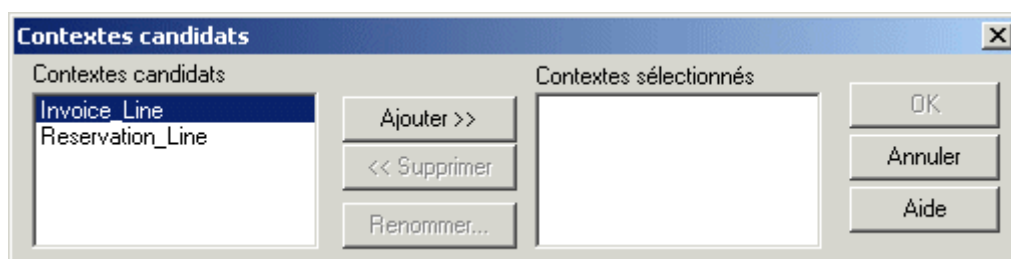 Contextes candidats
Contextes candidats
Invoice_Line
Reservation_Line
Ajouter >>
<< Supprimer
Renommer...
Contextes sélectionnés
OK
Annuler
Aide